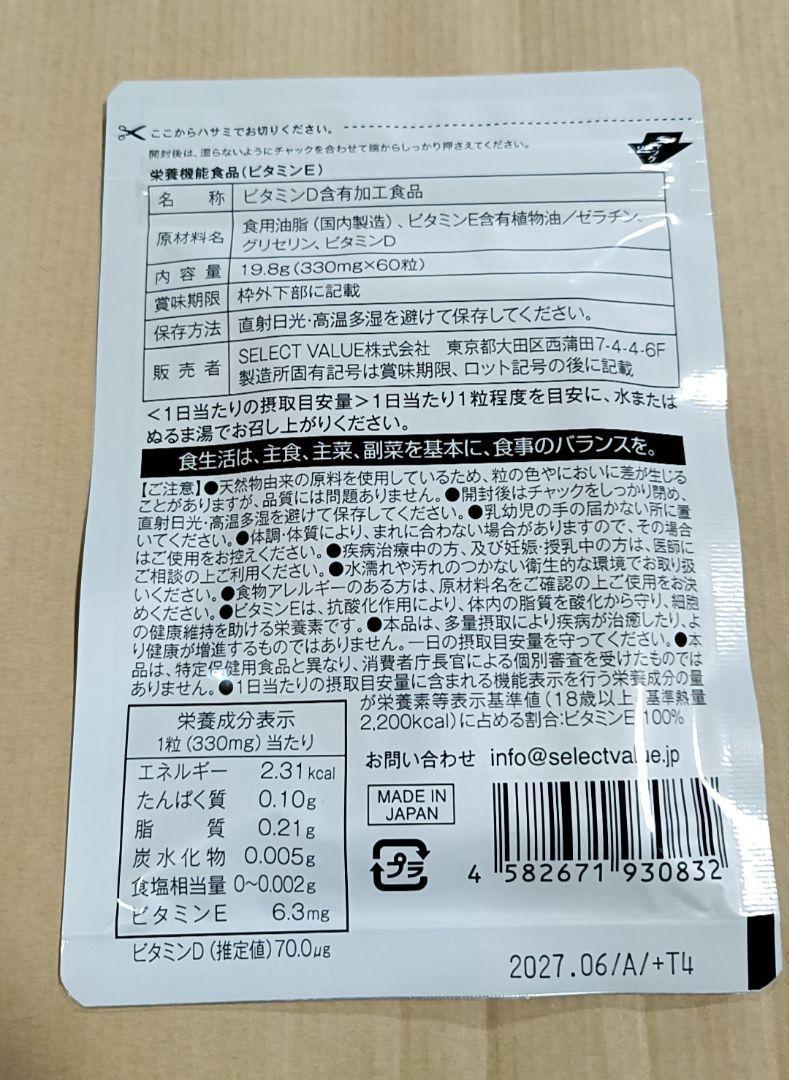 ここからハサミでお切りください。
開封後は、濡らないようにチャックを合わせて端からしっかり押さえてください。
栄養機能食品(ビタミンE)
名称 ビタミンD含有加工食品
原材料名 食用油脂(国内製造)、ビタミンE含有植物油/ゼラチン、
グリセリン、ビタミンD
内容量 19.8g(330mg×60粒)
賞味期限 枠外下部に記載
保存方法 直射日光・高温多湿を避けて保存してください。
販売者 SELECT VALUE株式会社 東京都大田区西蒲田7-4-4-6F
製造所固有記号は賞味期限、ロット記号の後に記載
<1日当たりの摂取目安量>1日当たり1粒程度を目安に、水または
ぬるま湯でお召し上がりください。
食生活は、主食、主菜、副菜を基本に、食事のバランスを。
【ご注意】●天然物由来の原料を使用しているため、粒の色やにおいに差が生じる
ことがありますが、品質には問題ありません。●開封後はチャックをしっかり閉め、
直射日光・高温多湿を避けて保存してください。●乳幼児の手の届かない所に置
いてください。●体調・体質により、まれに合わない場合がありますので、その場合
はご使用をお控えください。●疾病治療中の方、及び妊娠・授乳中の方は、医師に
ご相談の上ご利用ください。●水濡れや汚れのつかない衛生的な環境でお取り扱
いください。●食物アレルギーのある方は、原材料名をご確認の上ご使用をお決
めください。●ビタミンEは、抗酸化作用により、体内の脂質を酸化から守り、細胞
の健康維持を助ける栄養素です。●本品は、多量摂取により疾病が治癒したり、よ
り健康が増進するものではありません。一日の摂取目安量を守ってください。●本
品は、特定保健用食品と異なり、消費者庁長官による個別審査を受けたものでは
ありません。●1日当たりの摂取目安量に含まれる機能表示を行う栄養成分の量
が栄養素等表示基準値(18歳以上、基準熱量
2,200kcal)に占める割合:ビタミンE 100%
栄養成分表示
1粒(330mg)当たり
エネルギー 2.31kcal
たんぱく質 0.10g
脂質 0.21g
炭水化物 0.005g
食塩相当量 0~0.002g
ビタミンE 6.3mg
ビタミンD(推定値)70.0μg
お問い合わせ info@selectvalue.jp
MADE IN
JAPAN
プラ
4 582671 930832
2027.06/A/+T4